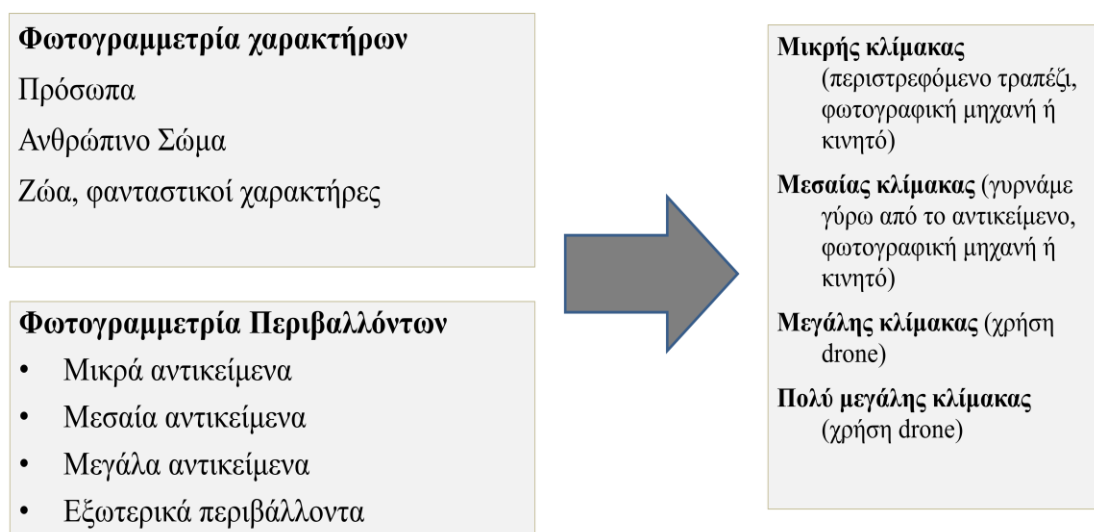 Φωτογραμμετρία χαρακτήρων
Πρόσωπα
Ανθρώπινο Σώμα
Ζώα, φανταστικοί χαρακτήρες
Φωτογραμμετρία Περιβαλλόντων
• Μικρά αντικείμενα
• Μεσαία αντικείμενα
• Μεγάλα αντικείμενα
• Εξωτερικά περιβάλλοντα
Μικρής κλίμακας
(περιστρεφόμενο τραπέζι,
φωτογραφική μηχανή ή
κινητό)
Μεσαίας κλίμακας (γυρνάμε
γύρω από το αντικείμενο,
φωτογραφική μηχανή ή
κινητό)
Μεγάλης κλίμακας (χρήση
drone)
Πολύ μεγάλης κλίμακας
(χρήση drone)